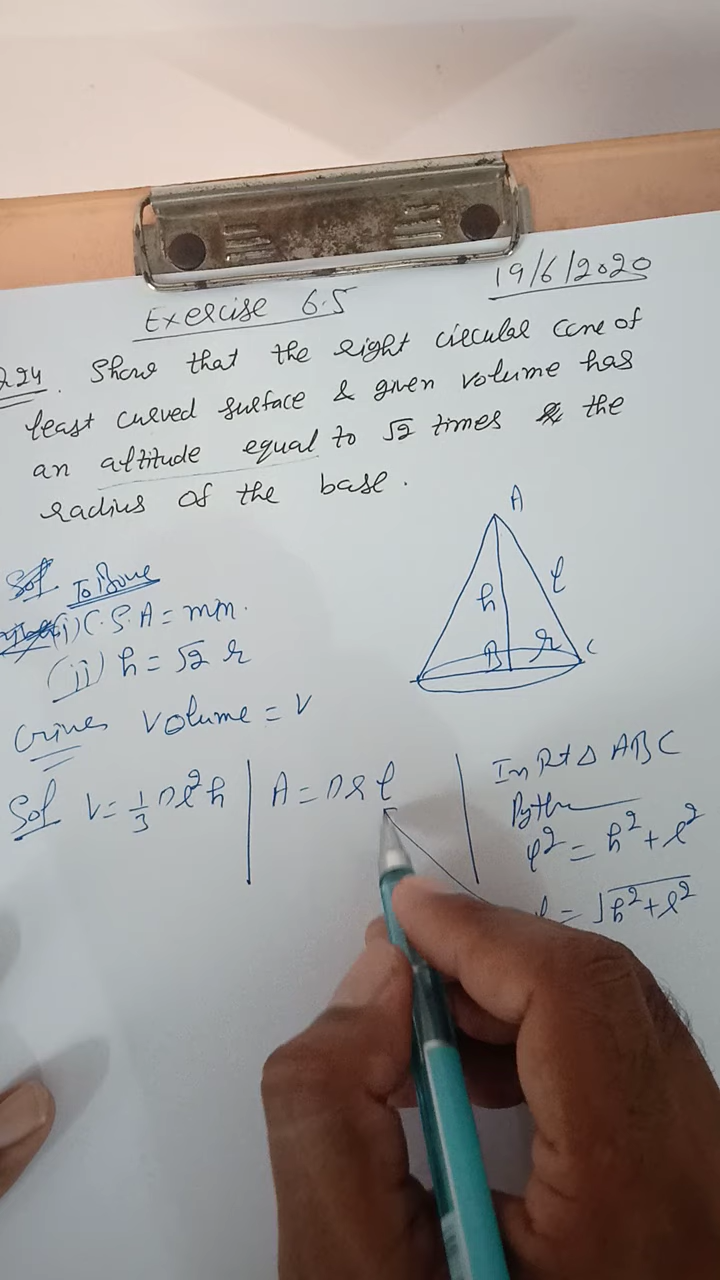 19/6/2020
Exercise 6.5
Q24. Show that the right circular cone of
least curved surface & given volume has
an altitude equal to √2 times the
radius of the base.
Sol To Prove
(i) C.S.A = min.
(ii) h = √2 r
Given Volume = V
A
h
l
B
r
C
Sol V = 1/3 πr²h
A = πrl
In Rt Δ ABC
Pyth
l² = h² + r²
l = √h² + r²